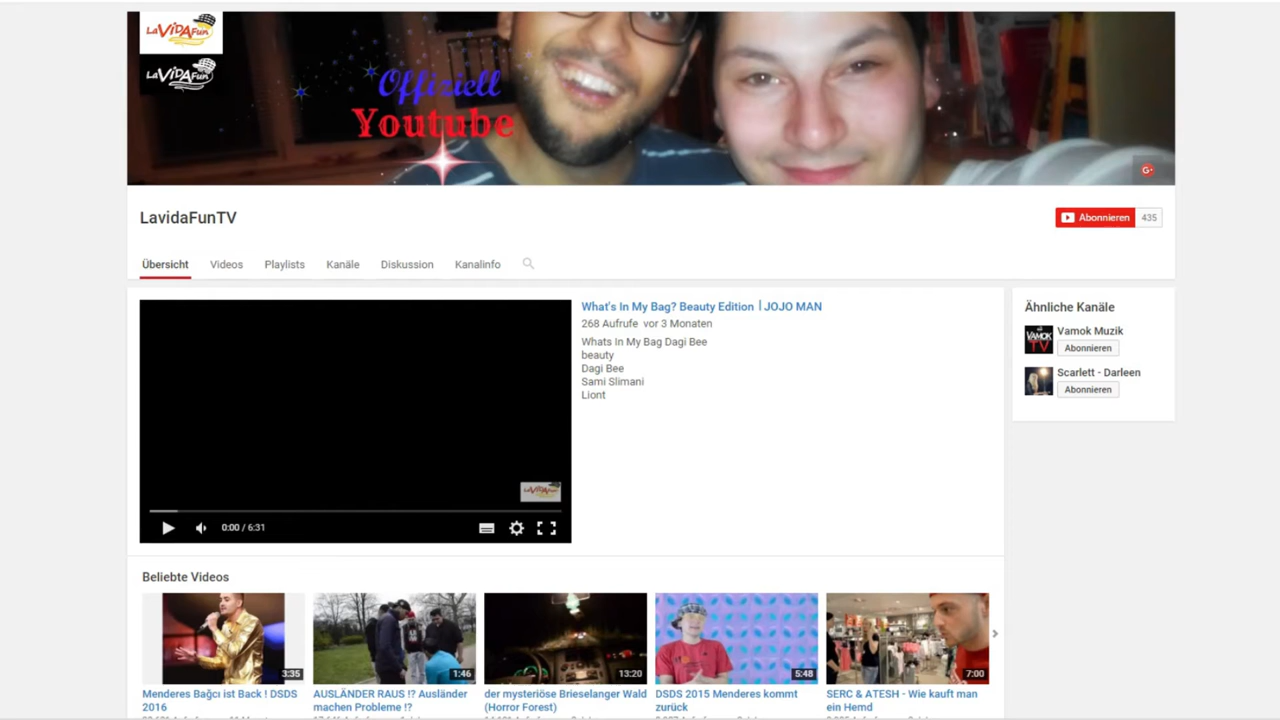 LaViDAFun
LaViDAFun
Offiziell
Youtube
G+
LavidaFunTV
Abonnieren 435
Übersicht Videos Playlists Kanäle Diskussion Kanalinfo
What's In My Bag? Beauty Edition | JOJO MAN
268 Aufrufe vor 3 Monaten
Whats In My Bag Dagi Bee
beauty
Dagi Bee
Sami Slimani
Liont
LaViDAFun
0:00 / 6:31
Ähnliche Kanäle
VAMOK
TV
Vamok Muzik
Abonnieren
Scarlett - Darleen
Abonnieren
Beliebte Videos
3:35 1:46 13:20 5:48 7:00
Menderes Bağcı ist Back ! DSDS
2016
AUSLÄNDER RAUS !? Ausländer
machen Probleme !?
der mysteriöse Brieselanger Wald
(Horror Forest)
DSDS 2015 Menderes kommt
zurück
SERC & ATESH - Wie kauft man
ein Hemd